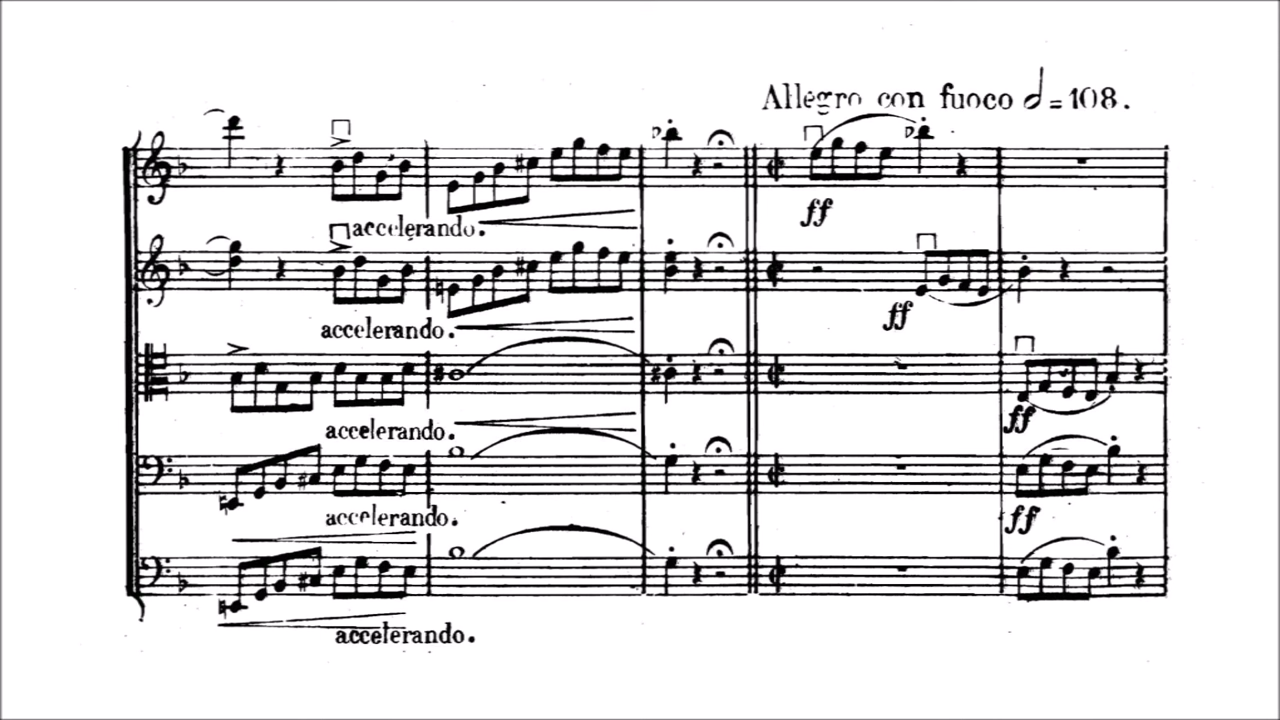 Allegro con fuoco 𝅗𝅥 = 108.
ff
accelerando.
ff
accelerando.
ff
accelerando.
ff
accelerando.
accelerando.